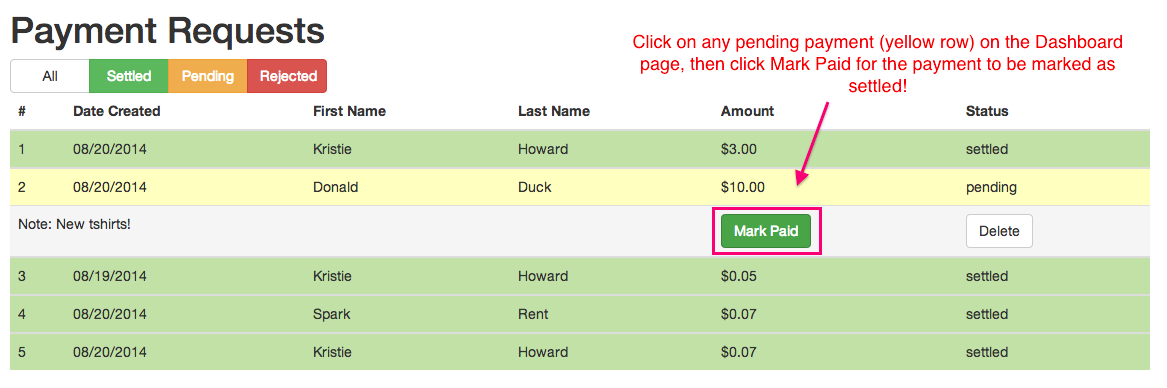 Payment Requests
Click on any pending payment (yellow row) on the Dashboard
page, then click Mark Paid for the payment to be marked as
settled!
All Settled Pending Rejected
# Date Created First Name Last Name Amount Status
1 08/20/2014 Kristie Howard $3.00 settled
2 08/20/2014 Donald Duck $10.00 pending
Note: New tshirts! Mark Paid Delete
3 08/19/2014 Kristie Howard $0.05 settled
4 08/20/2014 Spark Rent $0.07 settled
5 08/20/2014 Kristie Howard $0.07 settled